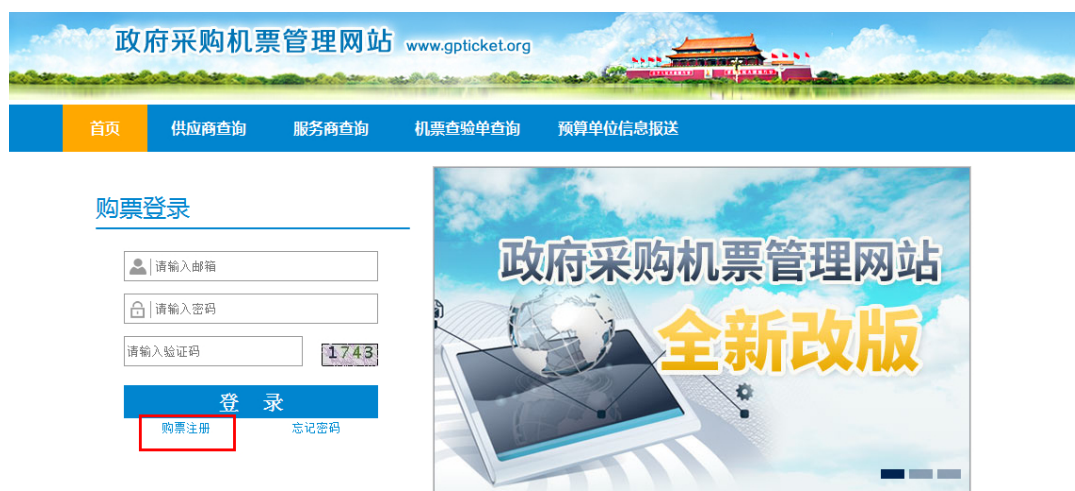 政府采购机票管理网站 www.gpticket.org
首页 供应商查询 服务商查询 机票查验单查询 预算单位信息报送
购票登录
请输入邮箱
请输入密码
请输入验证码 1743
登 录
购票注册 忘记密码
政府采购机票管理网站
全新改版